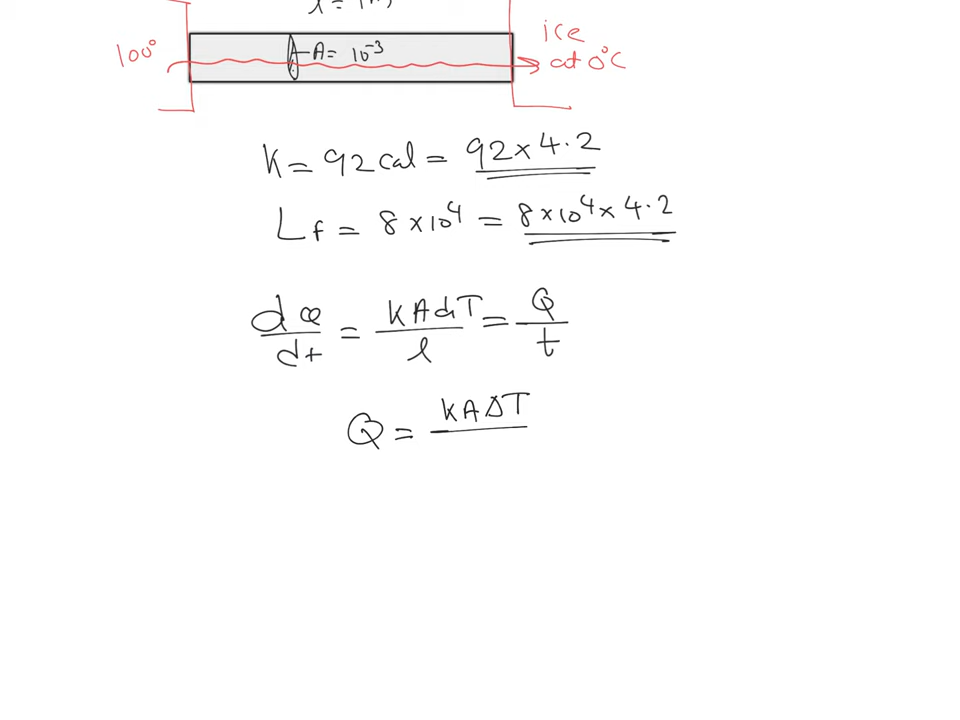 100°
A = 10⁻³
ice
at 0°C
K = 92 cal = 92 × 4.2
Lf = 8 × 10⁴ = 8 × 10⁴ × 4.2
dQ/dt = KAdT/l = Q/t
Q = KAΔT